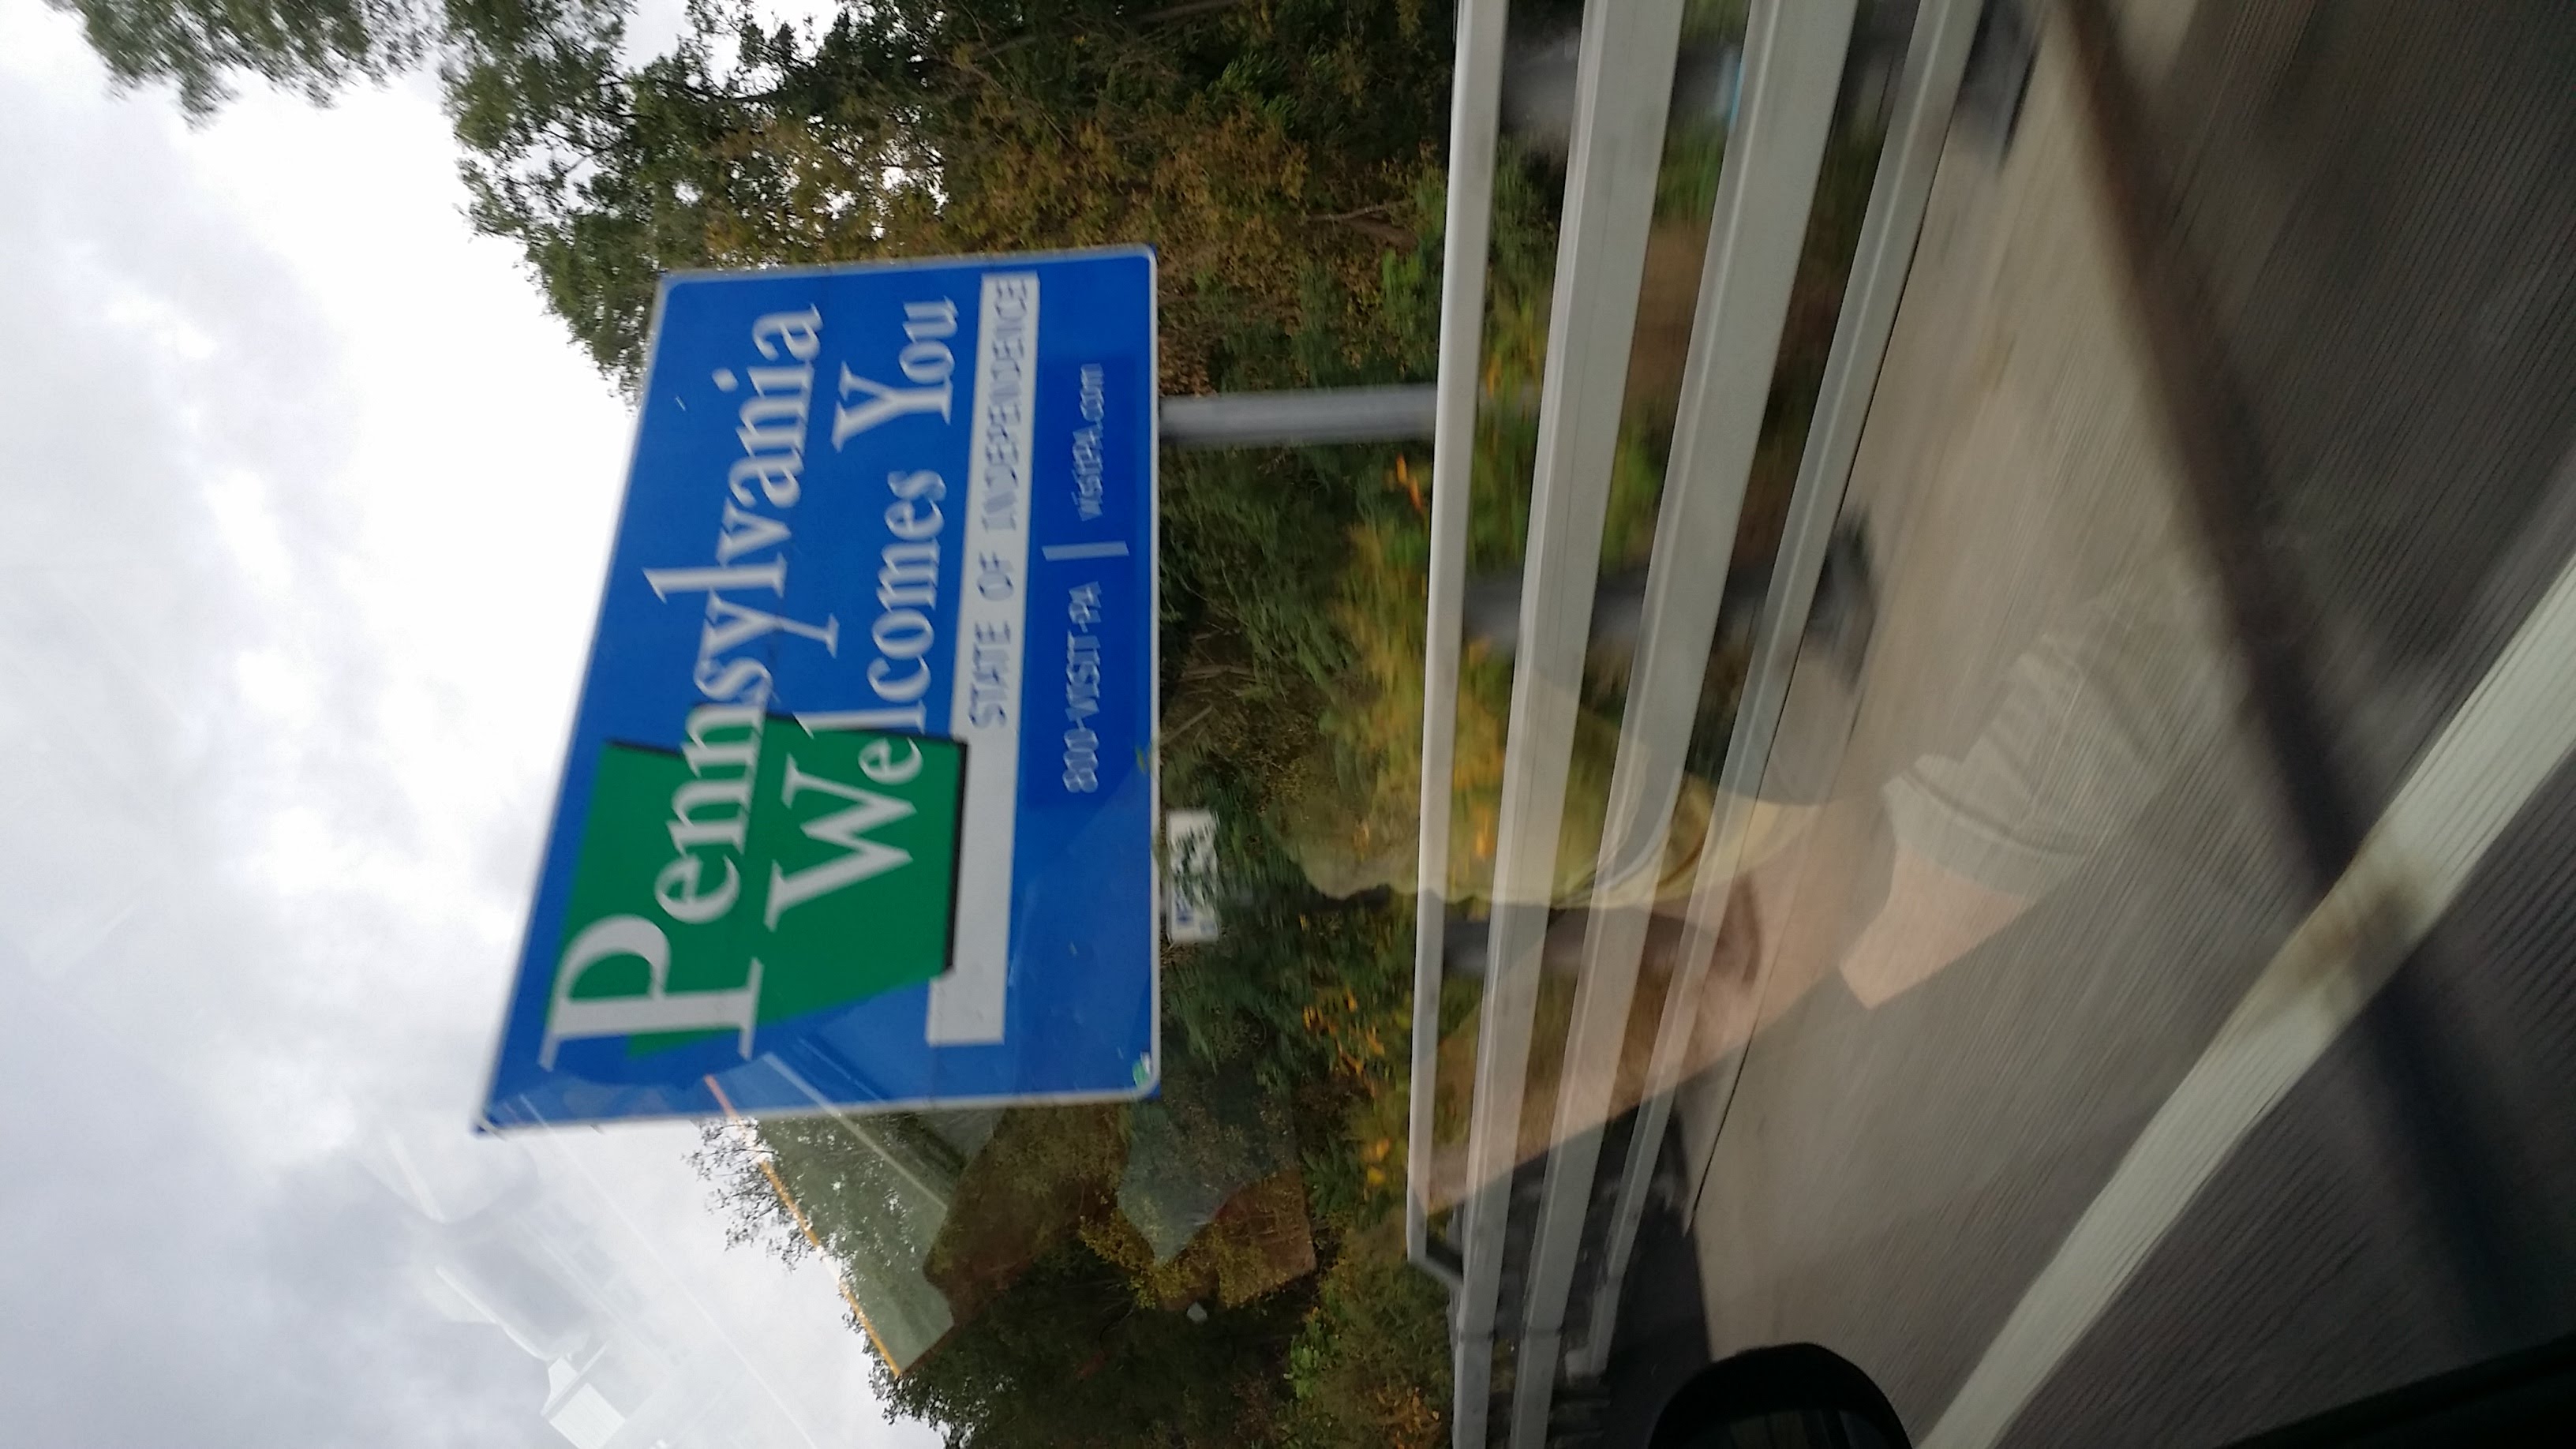 Pennsylvania
Welcomes You
STATE OF INDEPENDENCE
800-VISIT-PA | visitPA.com